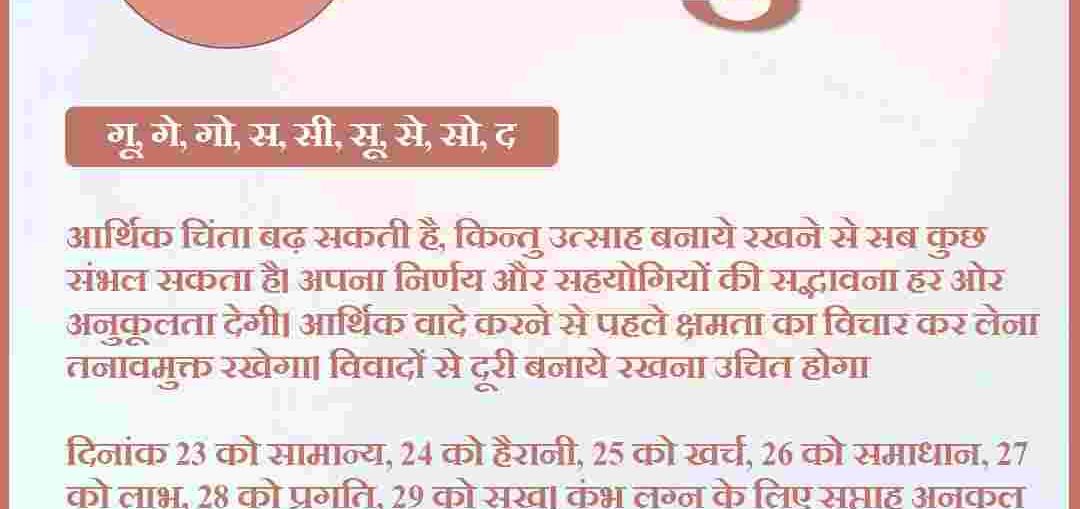 गू, गे, गो, स, सी, सू, से, सो, द
आर्थिक चिंता बढ़ सकती है, किन्तु उत्साह बनाये रखने से सब कुछ
संभल सकता है। अपना निर्णय और सहयोगियों की सद्भावना हर ओर
अनुकूलता देगी। आर्थिक वादे करने से पहले क्षमता का विचार कर लेना
तनावमुक्त रखेगा। विवादों से दूरी बनाये रखना उचित होगा
दिनांक 23 को सामान्य, 24 को हैरानी, 25 को खर्च, 26 को समाधान, 27
को लाभ, 28 को प्रगति, 29 को सुख। कुंभ लग्न के लिए सप्ताह अनुकूल